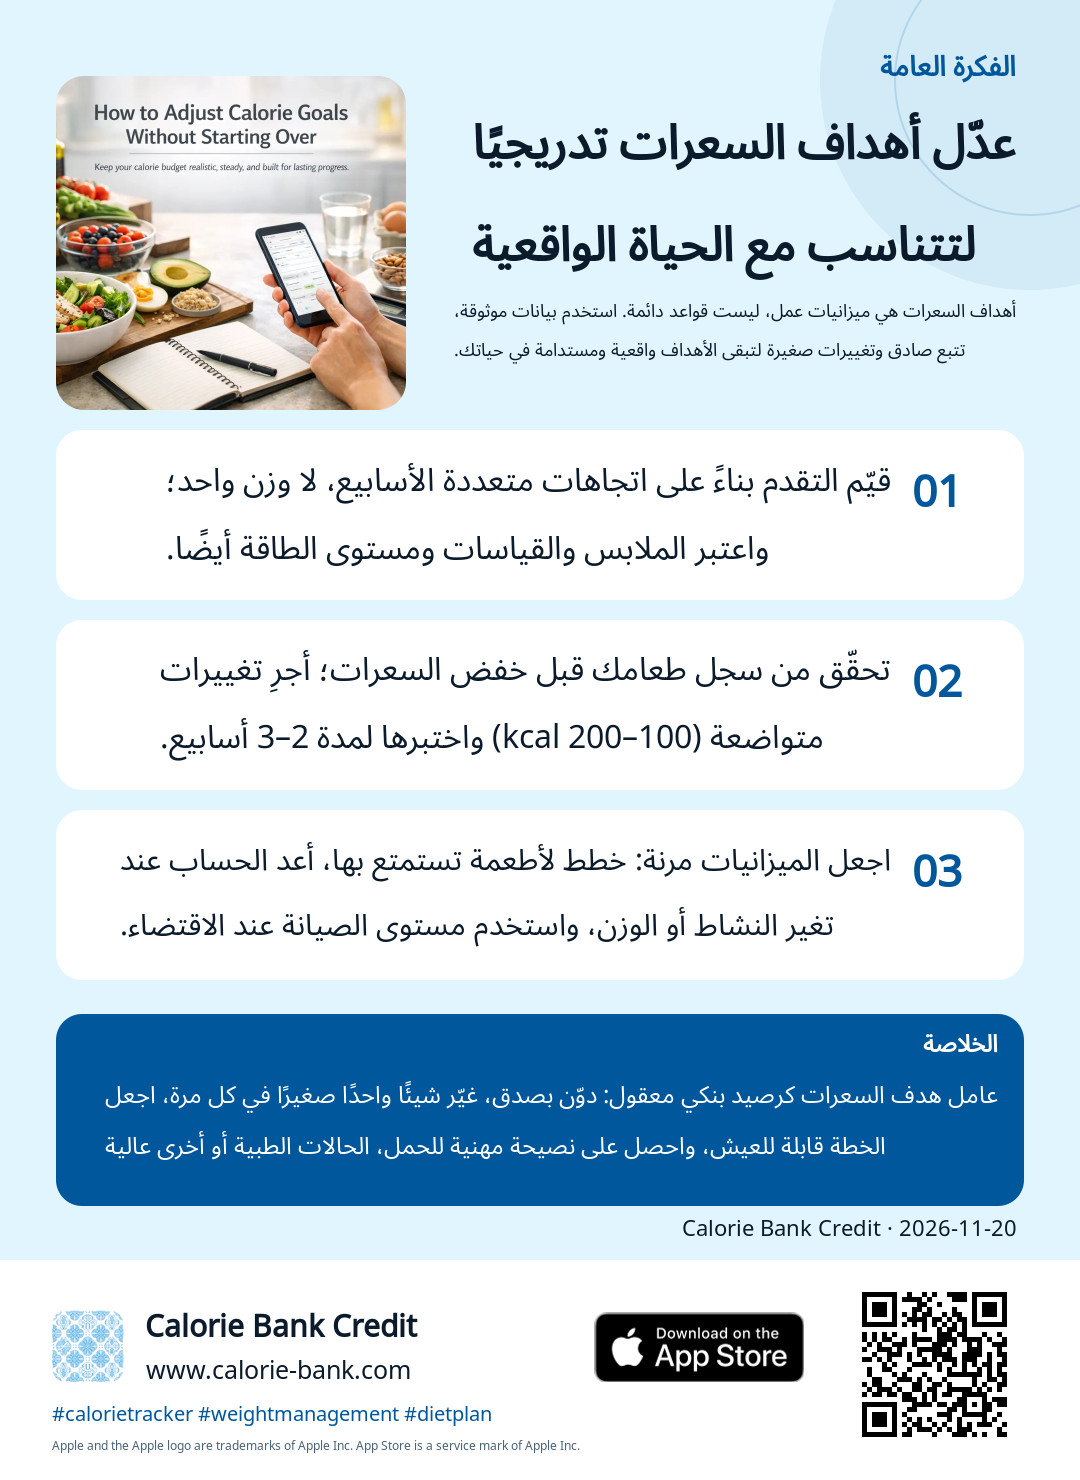 الفكرة العامة
عدّل أهداف السعرات تدريجيًا
لتتناسب مع الحياة الواقعية
أهداف السعرات هي ميزانيات عمل، ليست قواعد دائمة. استخدم بيانات موثوقة،
تتبع صادق وتغييرات صغيرة لتبقى الأهداف واقعية ومستدامة في حياتك.
How to Adjust Calorie Goals
Without Starting Over
Keep your calorie budget realistic, steady, and built for lasting progress.
01
قيّم التقدم بناءً على اتجاهات متعددة الأسابيع، لا وزن واحد؛
واعتبر الملابس والقياسات ومستوى الطاقة أيضًا.
02
تحقّق من سجل طعامك قبل خفض السعرات؛ أجرِ تغييرات
متواضعة (100–200 kcal) واختبرها لمدة 2–3 أسابيع.
03
اجعل الميزانيات مرنة: خطط لأطعمة تستمتع بها، أعد الحساب عند
تغير النشاط أو الوزن، واستخدم مستوى الصيانة عند الاقتضاء.
الخلاصة
عامل هدف السعرات كرصيد بنكي معقول: دوّن بصدق، غيّر شيئًا واحدًا صغيرًا في كل مرة، اجعل
الخطة قابلة للعيش، واحصل على نصيحة مهنية للحمل، الحالات الطبية أو أخرى عالية
Calorie Bank Credit · 2026-11-20
Calorie Bank Credit
www.calorie-bank.com
Download on the
App Store
#calorietracker #weightmanagement #dietplan
Apple and the Apple logo are trademarks of Apple Inc. App Store is a service mark of Apple Inc.